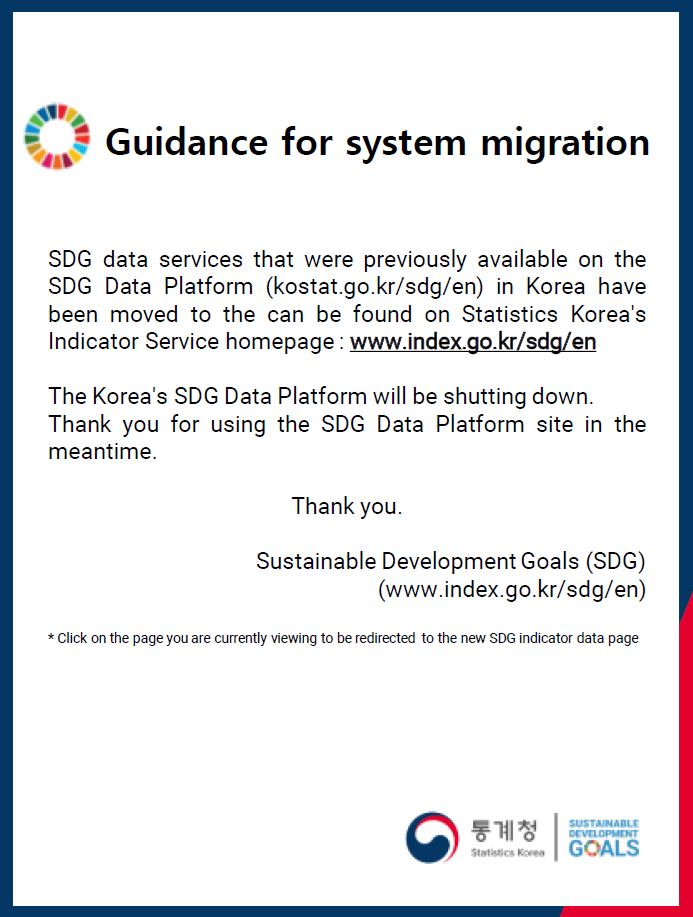 Guidance for system migration
SDG data services that were previously available on the
SDG Data Platform (kostat.go.kr/sdg/en) in Korea have
been moved to the can be found on Statistics Korea's
Indicator Service homepage : www.index.go.kr/sdg/en
The Korea's SDG Data Platform will be shutting down.
Thank you for using the SDG Data Platform site in the
meantime.
Thank you.
Sustainable Development Goals (SDG)
(www.index.go.kr/sdg/en)
* Click on the page you are currently viewing to be redirected to the new SDG indicator data page
통계청
Statistics Korea
SUSTAINABLE
DEVELOPMENT
GOALS